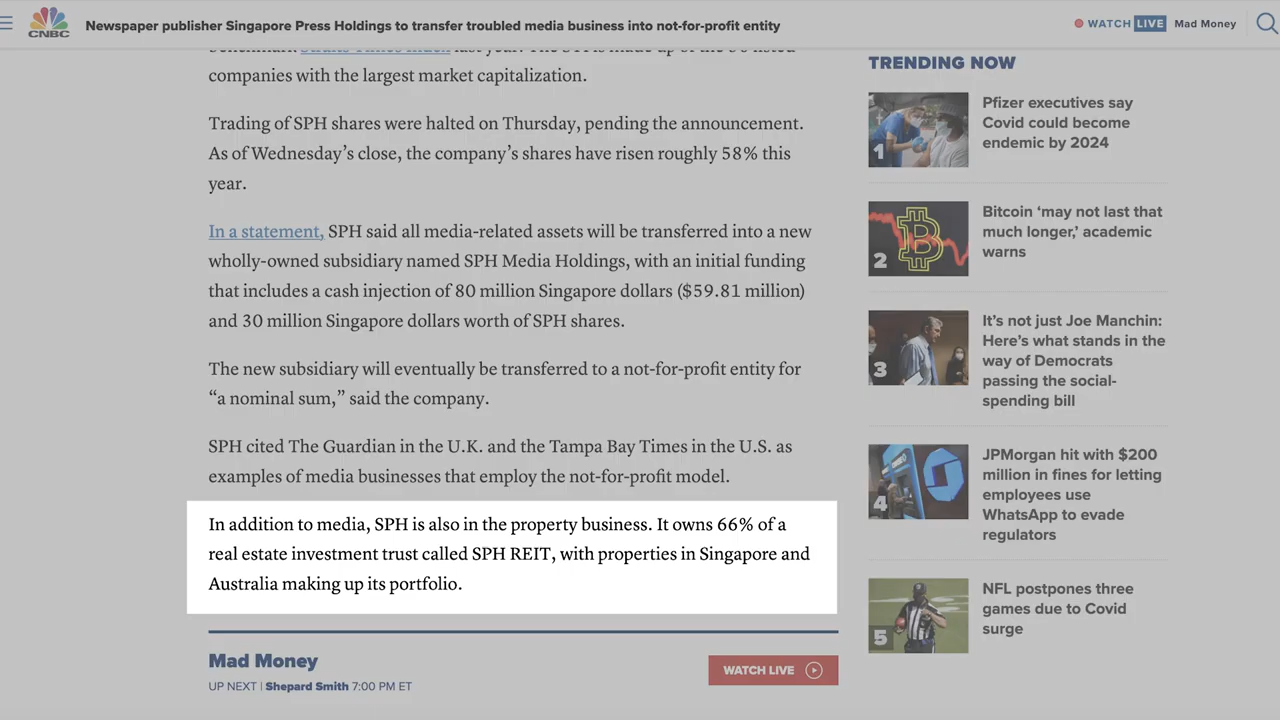 CNBC
Newspaper publisher Singapore Press Holdings to transfer troubled media business into not-for-profit entity
WATCH LIVE Mad Money
companies with the largest market capitalization.
Trading of SPH shares were halted on Thursday, pending the announcement.
As of Wednesday’s close, the company’s shares have risen roughly 58% this
year.
In a statement, SPH said all media-related assets will be transferred into a new
wholly-owned subsidiary named SPH Media Holdings, with an initial funding
that includes a cash injection of 80 million Singapore dollars ($59.81 million)
and 30 million Singapore dollars worth of SPH shares.
The new subsidiary will eventually be transferred to a not-for-profit entity for
“a nominal sum,” said the company.
SPH cited The Guardian in the U.K. and the Tampa Bay Times in the U.S. as
examples of media businesses that employ the not-for-profit model.
In addition to media, SPH is also in the property business. It owns 66% of a
real estate investment trust called SPH REIT, with properties in Singapore and
Australia making up its portfolio.
Mad Money
UP NEXT | Shepard Smith 7:00 PM ET
WATCH LIVE
TRENDING NOW
1
Pfizer executives say
Covid could become
endemic by 2024
2
Bitcoin ‘may not last that
much longer,’ academic
warns
3
It’s not just Joe Manchin:
Here’s what stands in the
way of Democrats
passing the social-
spending bill
4
JPMorgan hit with $200
million in fines for letting
employees use
WhatsApp to evade
regulators
5
NFL postpones three
games due to Covid
surge